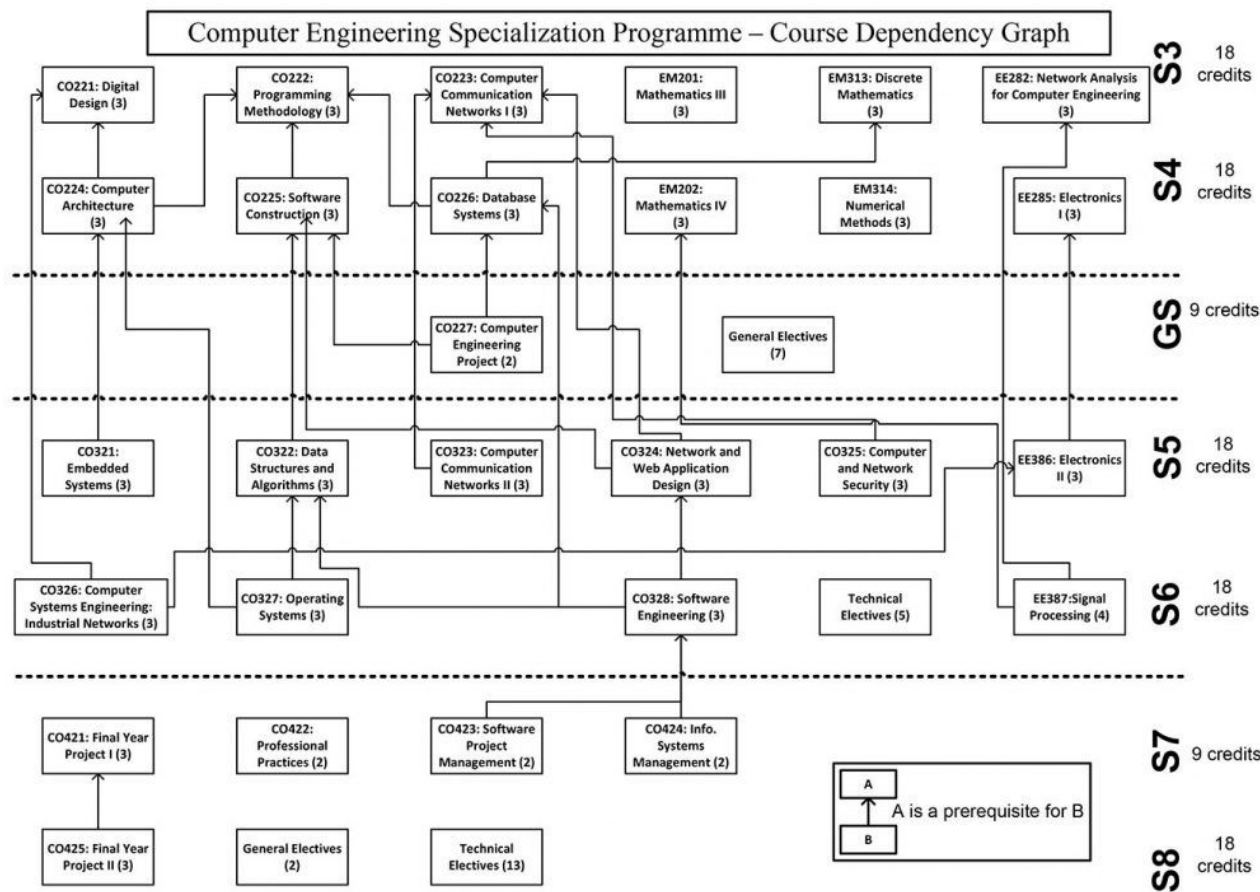 Computer Engineering Specialization Programme – Course Dependency Graph
CO221: Digital
Design (3)
CO222:
Programming
Methodology (3)
CO223: Computer
Communication
Networks I (3)
EM201:
Mathematics III
(3)
EM313: Discrete
Mathematics
(3)
EE282: Network Analysis
for Computer Engineering
(3)
S3
18
credits
CO224: Computer
Architecture
(3)
CO225: Software
Construction (3)
CO226: Database
Systems (3)
EM202:
Mathematics IV
(3)
EM314:
Numerical
Methods (3)
EE285: Electronics
I (3)
S4
18
credits
CO227: Computer
Engineering
Project (2)
General Electives
(7)
GS
9 credits
CO321:
Embedded
Systems (3)
CO322: Data
Structures and
Algorithms (3)
CO323: Computer
Communication
Networks II (3)
CO324: Network and
Web Application
Design (3)
CO325: Computer
and Network
Security (3)
EE386: Electronics
II (3)
S5
18
credits
CO326: Computer
Systems Engineering:
Industrial Networks (3)
CO327: Operating
Systems (3)
CO328: Software
Engineering (3)
Technical
Electives (5)
EE387:Signal
Processing (4)
S6
18
credits
CO421: Final Year
Project I (3)
CO422:
Professional
Practices (2)
CO423: Software
Project
Management (2)
CO424: Info.
Systems
Management (2)
S7
9 credits
A
A is a prerequisite for B
B
CO425: Final Year
Project II (3)
General Electives
(2)
Technical
Electives (13)
S8
18
credits